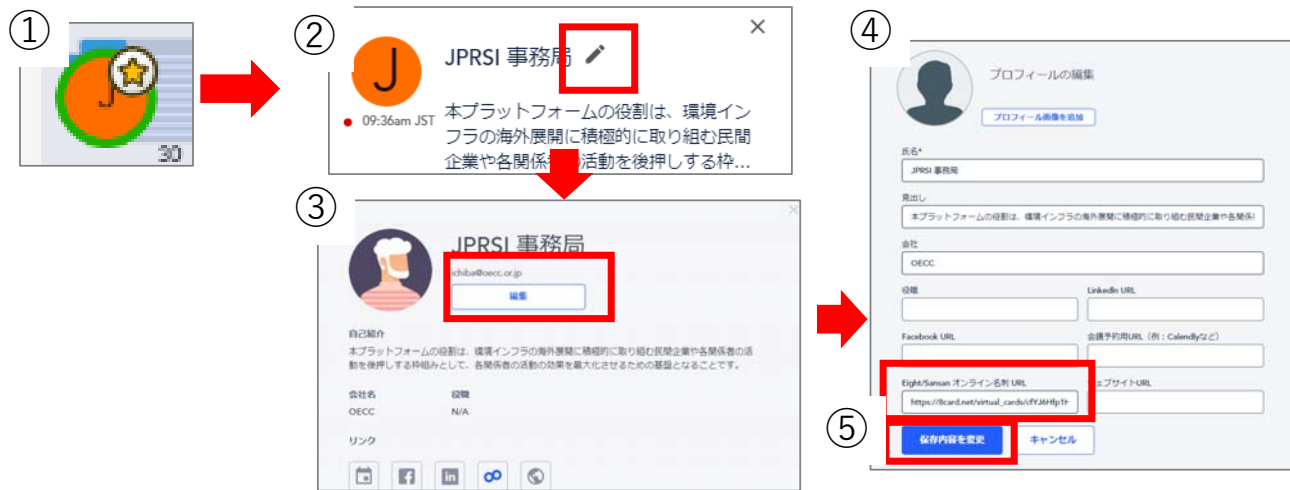 ①
J
30
②
J
JPRSI 事務局
09:36am JST
本プラットフォームの役割は、環境イン
フラの海外展開に積極的に取り組む民間
企業や各関係者の活動を後押しする枠...
③
JPRSI 事務局
ichiba@oecc.or.jp
編集
自己紹介
本プラットフォームの役割は、環境インフラの海外展開に積極的に取り組む民間企業や各関係者の活
動を後押しする枠組みとして、各関係者の活動の効果を最大化させるための基盤となることです。
会社名 役職
OECC N/A
リンク
④
プロフィールの編集
プロフィール画像を追加
氏名*
JPRSI 事務局
見出し
本プラットフォームの役割は、環境インフラの海外展開に積極的に取り組む民間企業や各関係
会社
OECC
役職 LinkedIn URL
Facebook URL 会議予約用URL（例：Calendlyなど）
Eight/Sansan オンライン名刺 URL ェブサイトURL
https://8card.net/virtual_cards/
⑤
保存内容を変更 キャンセル